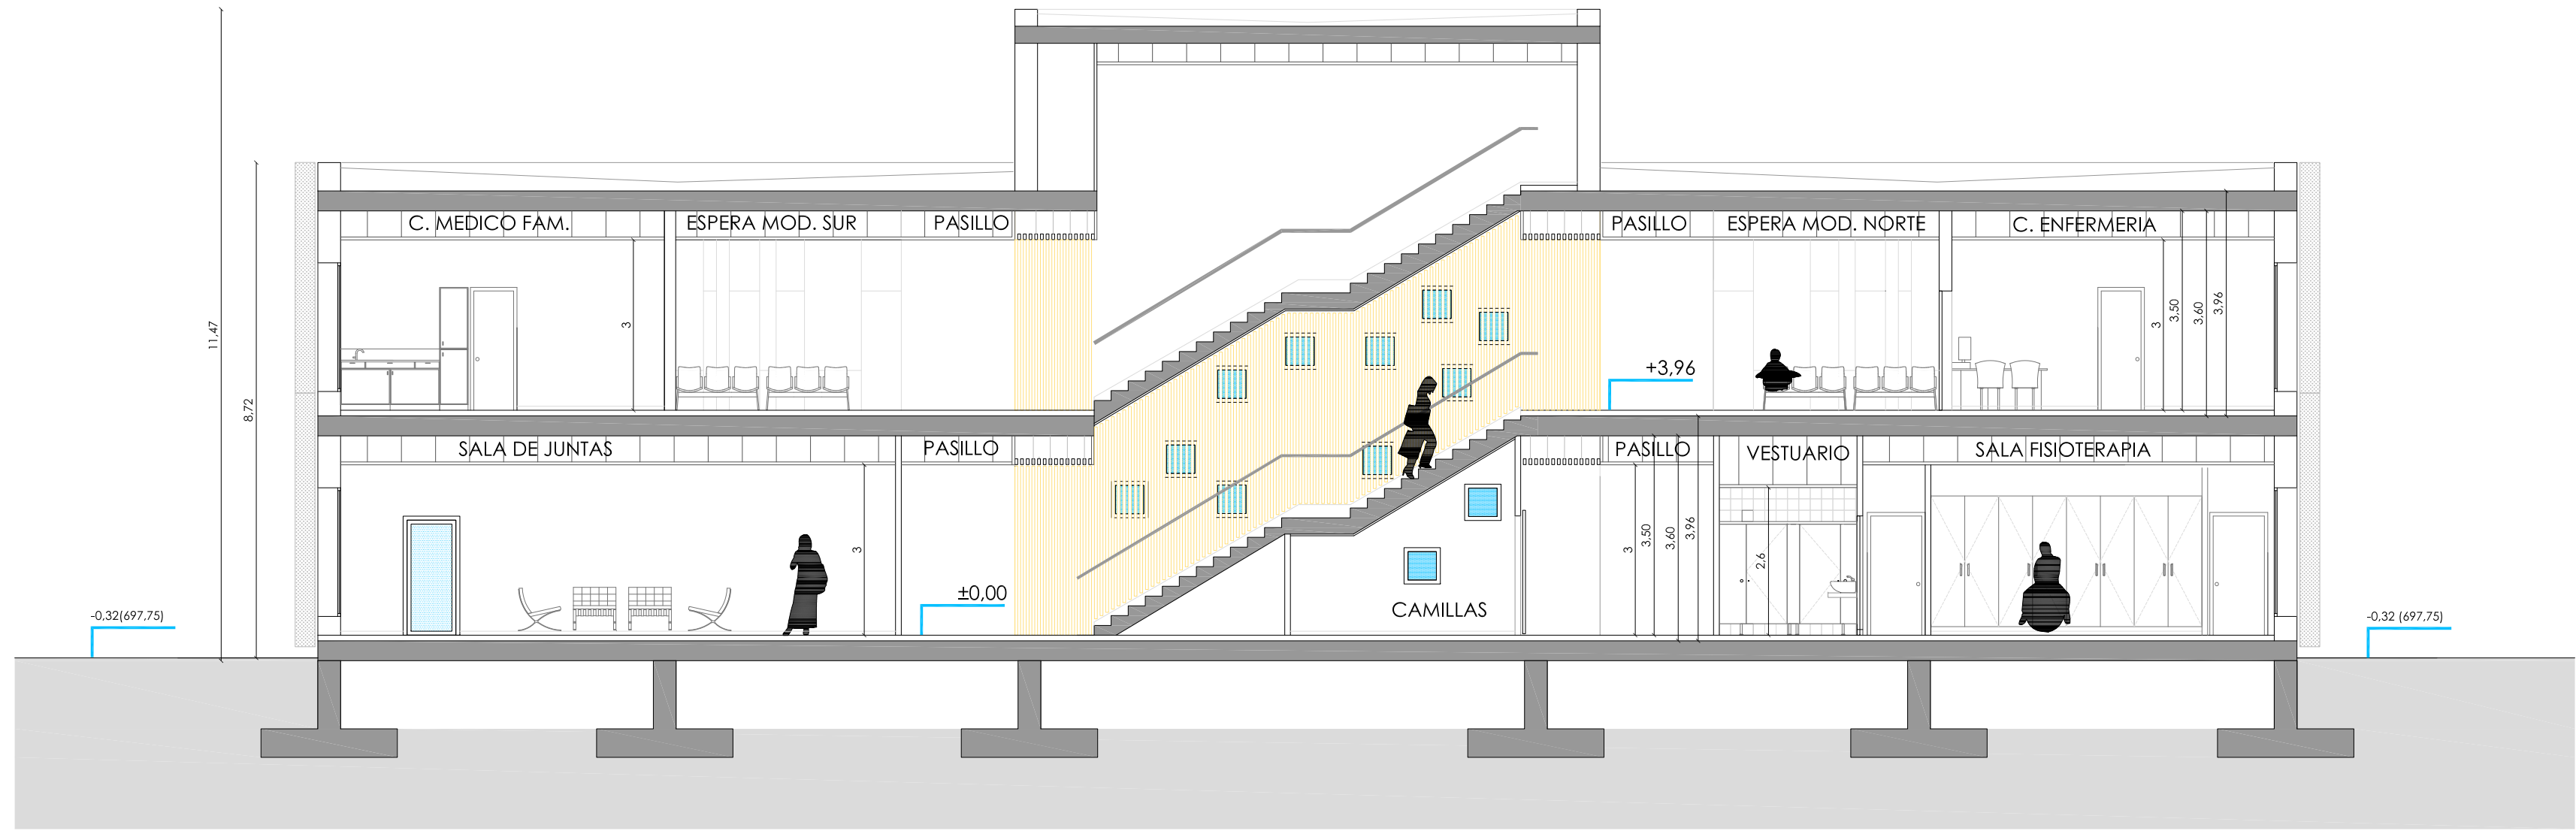 11,47
8,72
C. MEDICO FAM.
ESPERA MOD. SUR
PASILLO
PASILLO
ESPERA MOD. NORTE
C. ENFERMERIA
3
+3,96
3
3,50
3,60
3,96
SALA DE JUNTAS
PASILLO
PASILLO
VESTUARIO
SALA FISIOTERAPIA
3
±0,00
CAMILLAS
3
3,50
3,60
3,96
2,6
-0,32(697,75)
-0,32 (697,75)